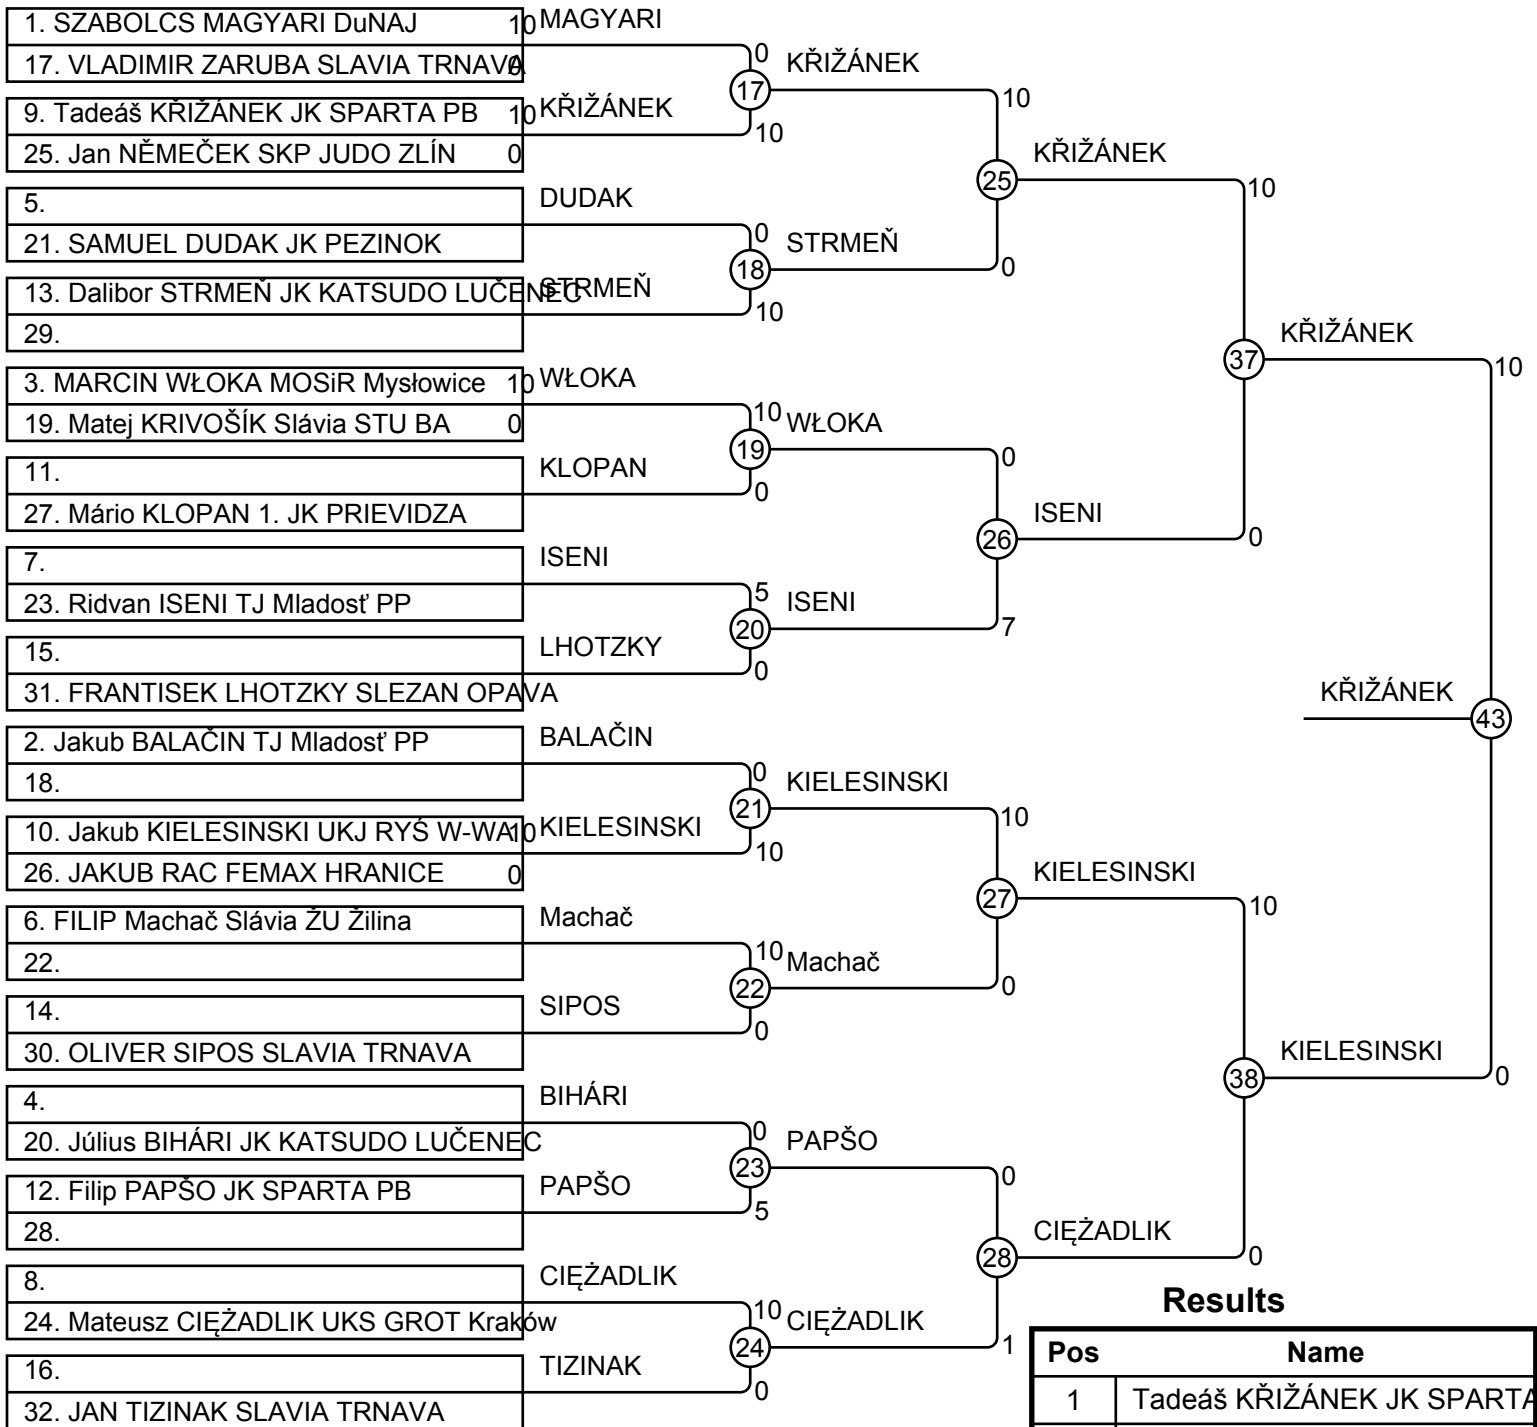 1. SZABOLCS MAGYARI DuNAJ 10
17. VLADIMIR ZARUBA SLAVIA TRNAVA 0
9. Tadeáš KŘIŽÁNEK JK SPARTA PB 10
25. Jan NĚMEČEK SKP JUDO ZLÍN 0
5.
21. SAMUEL DUDAK JK PEZINOK
13. Dalibor STRMEŇ JK KATSUDO LUČENEC
29.
3. MARCIN WŁOKA MOSiR Mysłowice 10
19. Matej KRIVOŠÍK Slávia STU BA 0
11.
27. Mário KLOPAN 1. JK PRIEVIDZA
7.
23. Ridvan ISENI TJ Mladosť PP
15.
31. FRANTISEK LHOTZKY SLEZAN OPAVA
2. Jakub BALAČIN TJ Mladosť PP
18.
10. Jakub KIELESINSKI UKJ RYŚ W-WA 10
26. JAKUB RAC FEMAX HRANICE 0
6. FILIP Machač Slávia ŽU Žilina
22.
14.
30. OLIVER SIPOS SLAVIA TRNAVA
4.
20. Július BIHÁRI JK KATSUDO LUČENEC
12. Filip PAPŠO JK SPARTA PB
28.
8.
24. Mateusz CIĘŻADLIK UKS GROT Kraków
16.
32. JAN TIZINAK SLAVIA TRNAVA
MAGYARI
0
17
KŘIŽÁNEK
10
DUDAK
0
18
STRMEŇ
10
WŁOKA
10
19
KLOPAN
0
ISENI
5
20
LHOTZKY
0
BALAČIN
0
21
KIELESINSKI
10
Machač
10
22
SIPOS
0
BIHÁRI
0
23
PAPŠO
5
CIĘŻADLIK
10
24
TIZINAK
0
KŘIŽÁNEK
10
25
STRMEŇ
0
WŁOKA
0
26
ISENI
7
KIELESINSKI
10
27
Machač
0
PAPŠO
0
28
CIĘŻADLIK
1
KŘIŽÁNEK
10
37
ISENI
0
KIELESINSKI
10
38
CIĘŻADLIK
0
KŘIŽÁNEK
10
KŘIŽÁNEK
43
KIELESINSKI
0
Results
Pos Name
1 Tadeáš KŘIŽÁNEK JK SPARTA